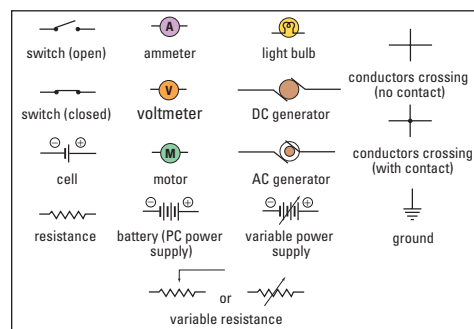 A
switch (open)
ammeter
light bulb
conductors crossing
(no contact)
V
switch (closed)
voltmeter
DC generator
M
cell
motor
AC generator
conductors crossing
(with contact)
resistance
battery (PC power
supply)
variable power
supply
ground
or
variable resistance